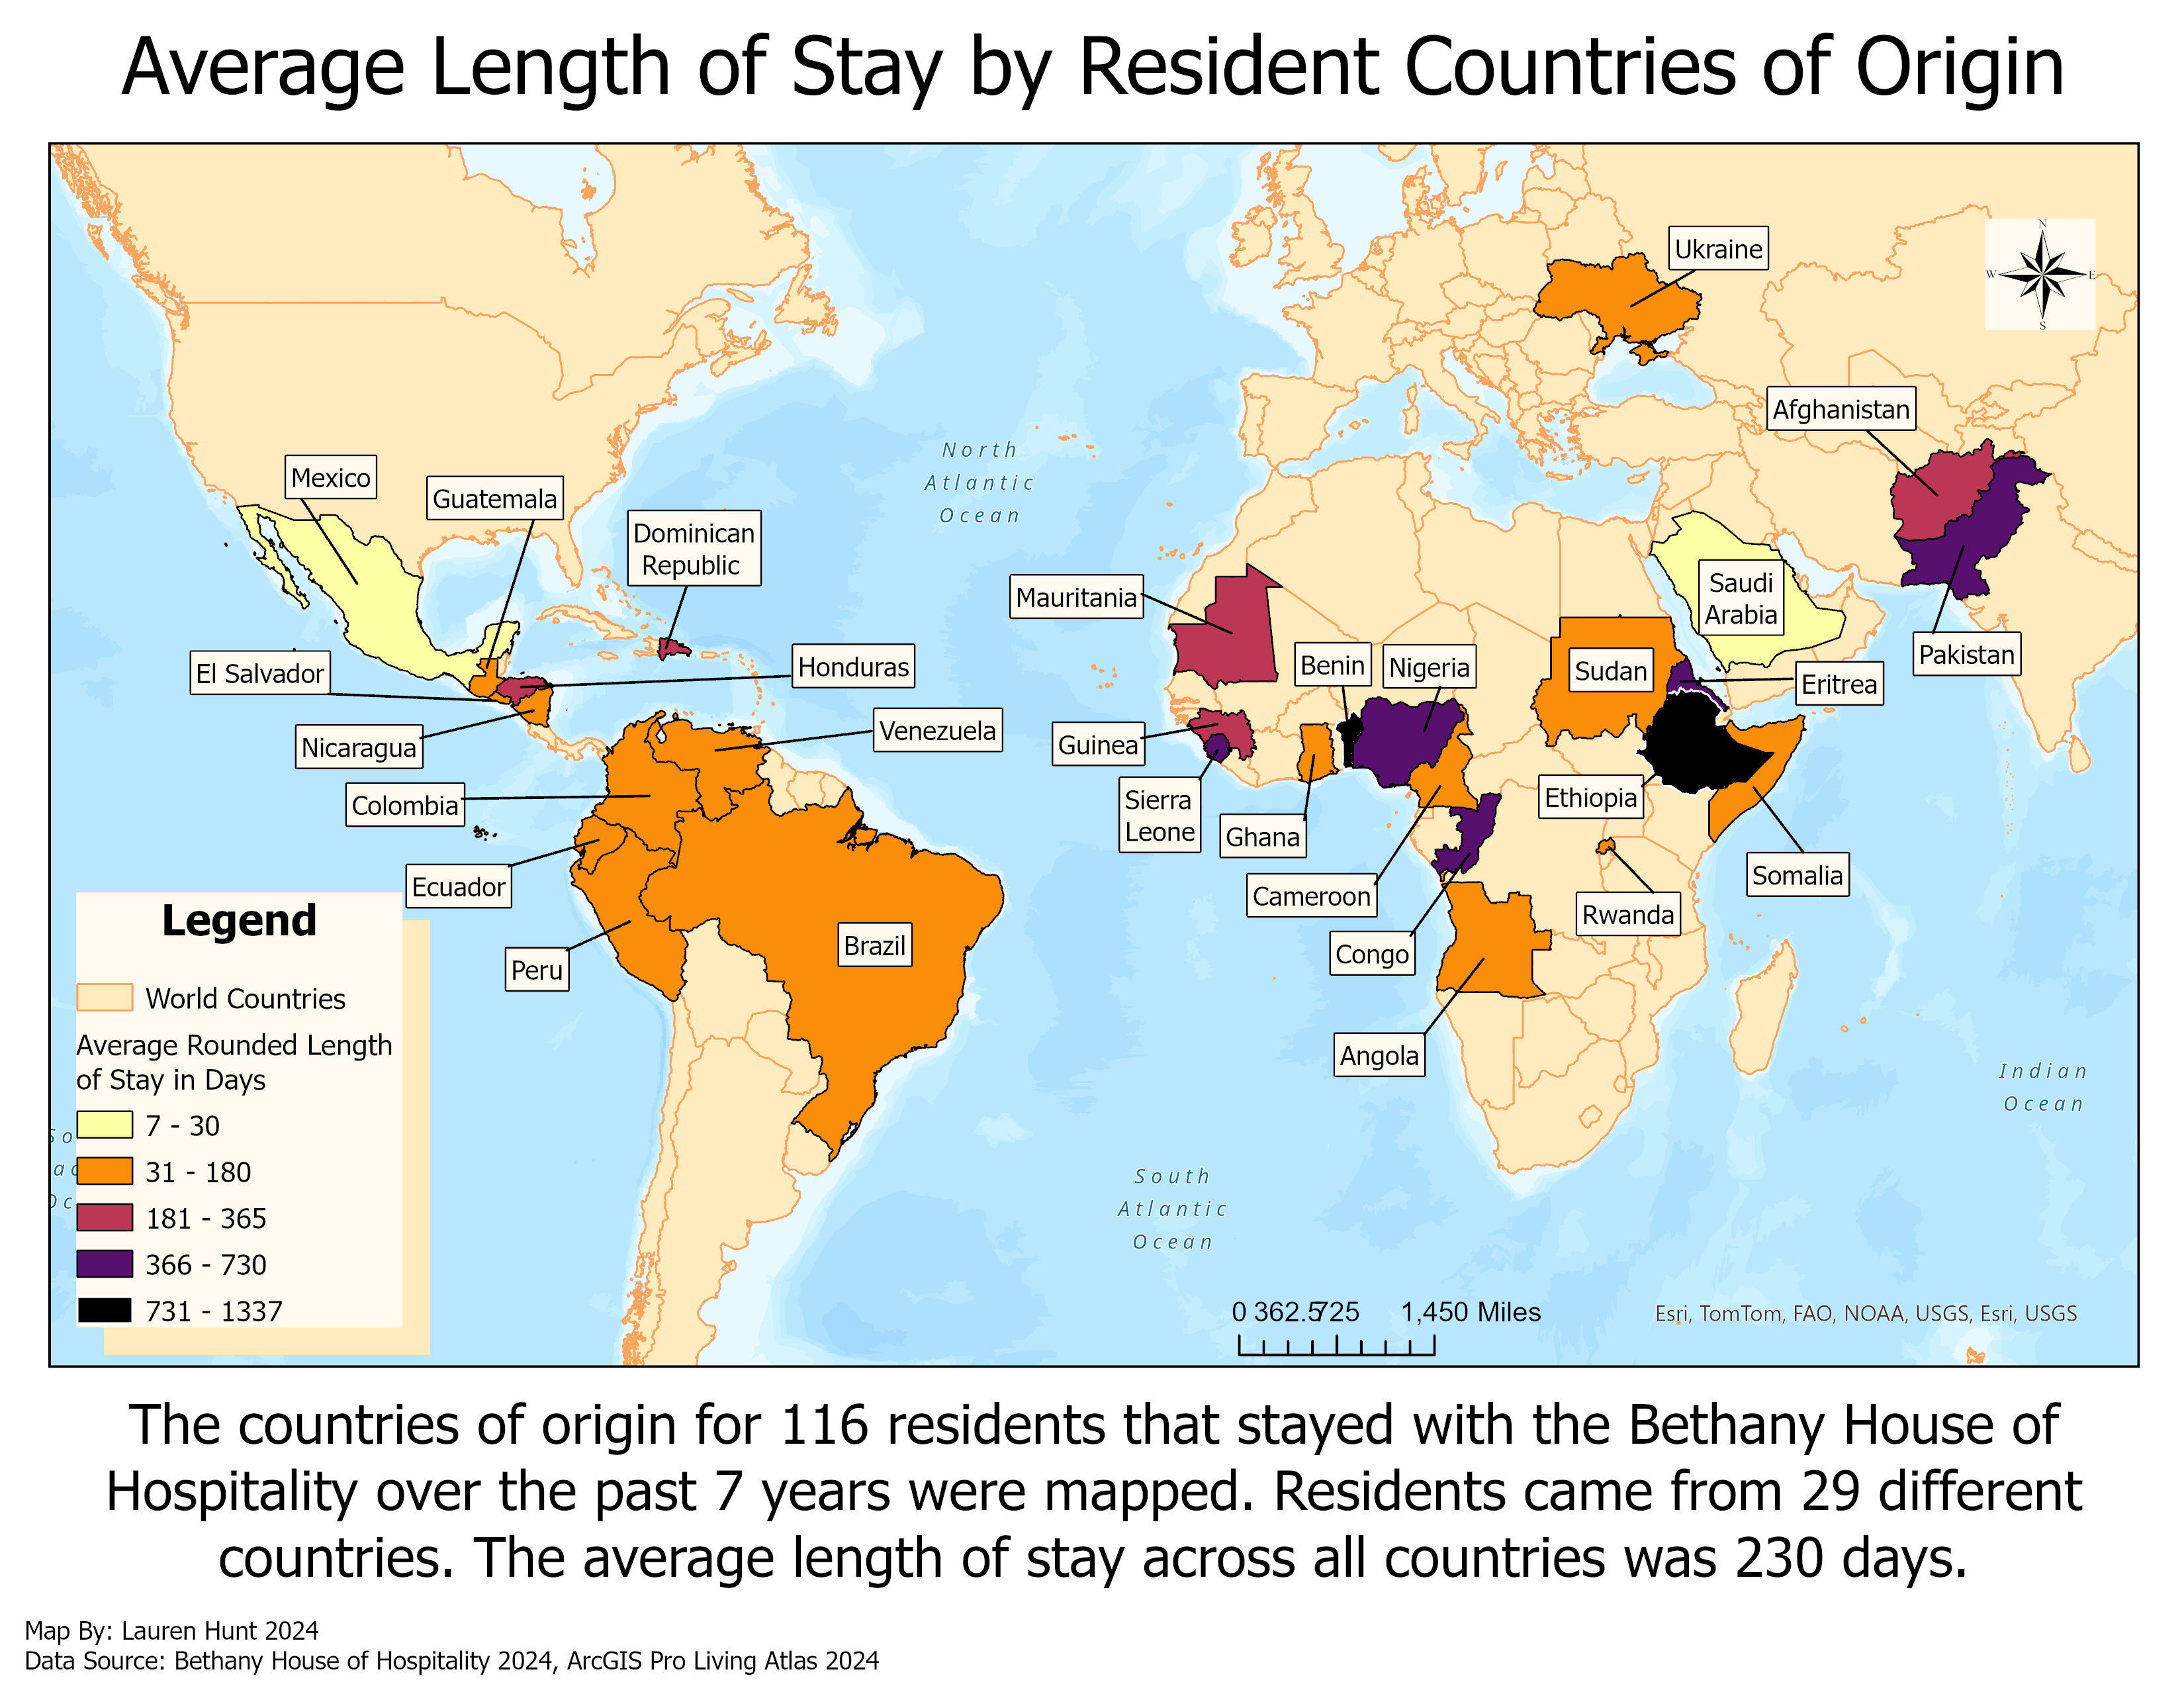 Average Length of Stay by Resident Countries of Origin
N
W
E
S
Ukraine
Afghanistan
North
Atlantic
Ocean
Mexico
Guatemala
Dominican
Republic
Mauritania
Saudi
Arabia
El Salvador
Honduras
Benin
Nigeria
Sudan
Pakistan
Eritrea
Nicaragua
Venezuela
Guinea
Colombia
Sierra
Leone
Ghana
Ethiopia
Ecuador
Cameroon
Rwanda
Somalia
Peru
Brazil
Congo
Angola
Indian
Ocean
South
Atlantic
Ocean
Legend
World Countries
Average Rounded Length
of Stay in Days
7 - 30
31 - 180
181 - 365
366 - 730
731 - 1337
0 362.5 725 1,450 Miles
Esri, TomTom, FAO, NOAA, USGS, Esri, USGS
The countries of origin for 116 residents that stayed with the Bethany House of
Hospitality over the past 7 years were mapped. Residents came from 29 different
countries. The average length of stay across all countries was 230 days.
Map By: Lauren Hunt 2024
Data Source: Bethany House of Hospitality 2024, ArcGIS Pro Living Atlas 2024